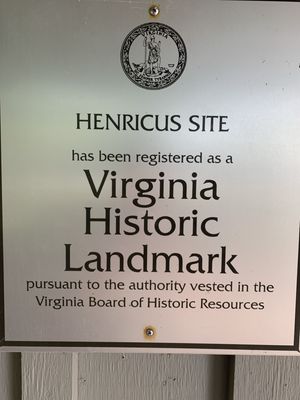 HENRICUS SITE
has been registered as a
Virginia
Historic
Landmark
pursuant to the authority vested in the
Virginia Board of Historic Resources